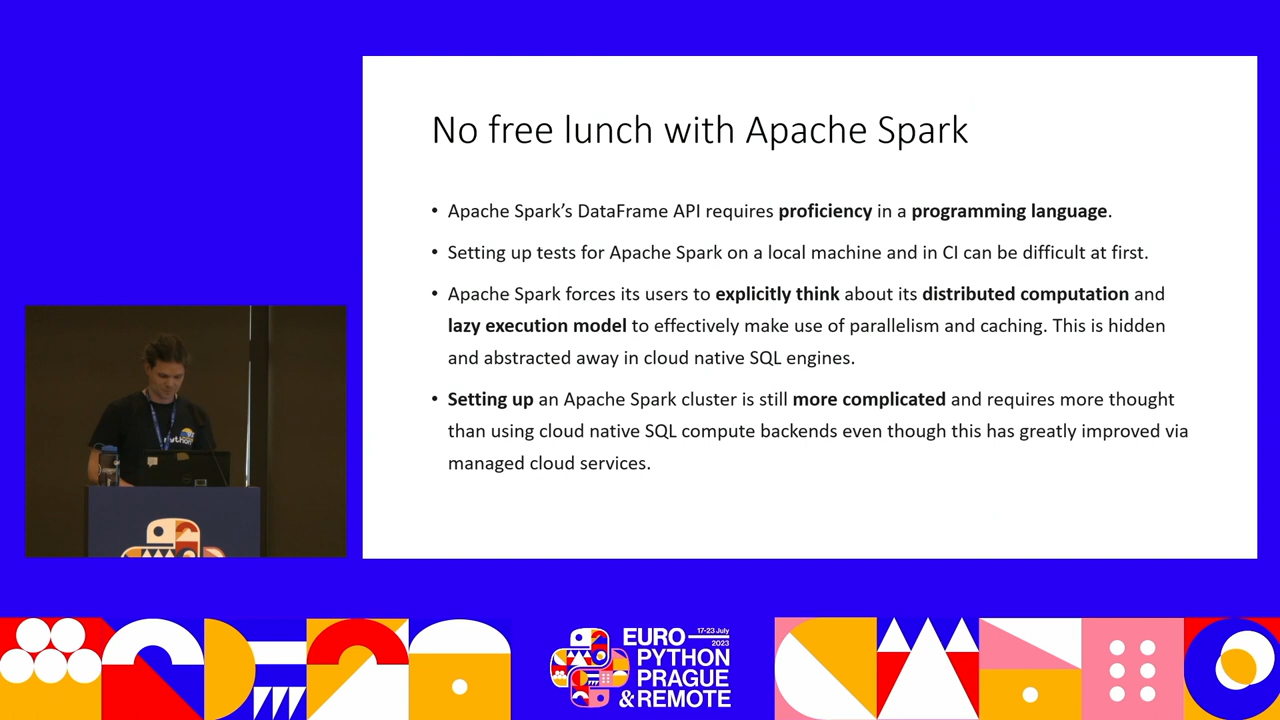 No free lunch with Apache Spark
• Apache Spark’s DataFrame API requires proficiency in a programming language.
• Setting up tests for Apache Spark on a local machine and in CI can be difficult at first.
• Apache Spark forces its users to explicitly think about its distributed computation and
lazy execution model to effectively make use of parallelism and caching. This is hidden
and abstracted away in cloud native SQL engines.
• Setting up an Apache Spark cluster is still more complicated and requires more thought
than using cloud native SQL compute backends even though this has greatly improved via
managed cloud services.
python
EURO 17-23 July 2023
PYTHON
PRAGUE
& REMOTE